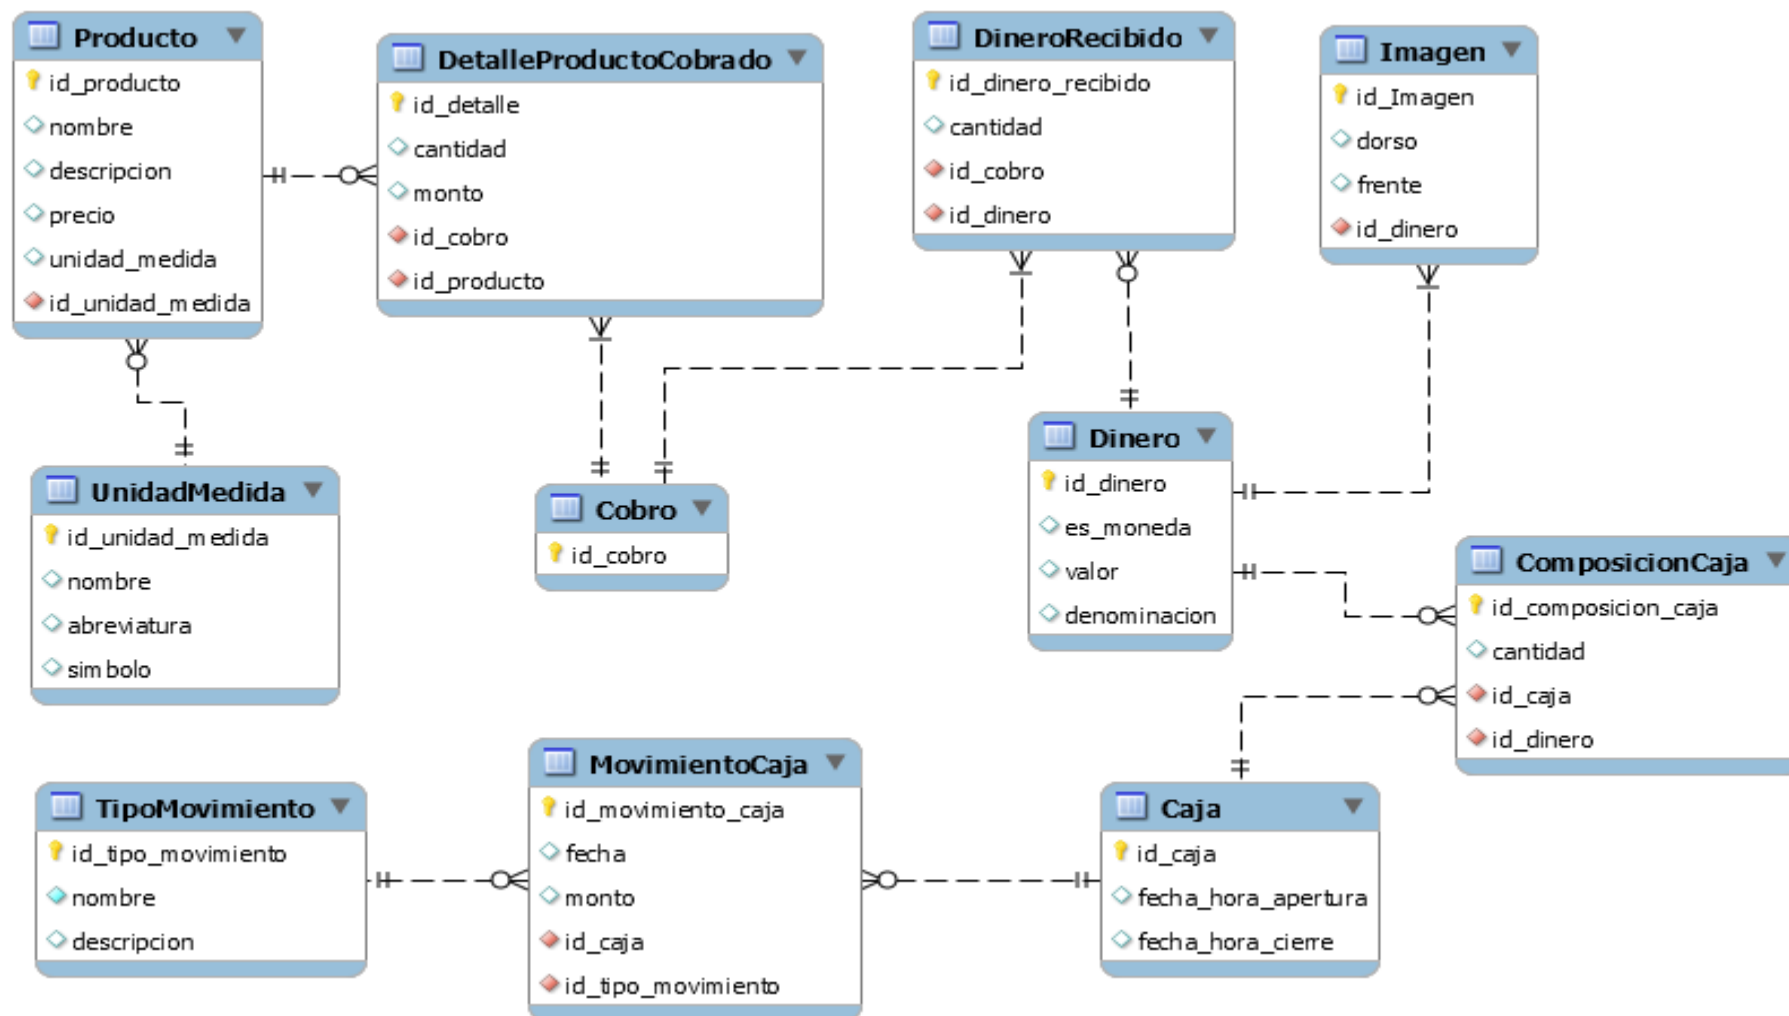 Producto
id_producto
nombre
descripcion
precio
unidad_medida
id_unidad_medida
DetalleProductoCobrado
id_detalle
cantidad
monto
id_cobro
id_producto
DineroRecibido
id_dinero_recibido
cantidad
id_cobro
id_dinero
Imagen
id_Imagen
dorso
frente
id_dinero
UnidadMedida
id_unidad_medida
nombre
abreviatura
simbolo
Cobro
id_cobro
Dinero
id_dinero
es_moneda
valor
denominacion
ComposicionCaja
id_composicion_caja
cantidad
id_caja
id_dinero
TipoMovimiento
id_tipo_movimiento
nombre
descripcion
MovimientoCaja
id_movimiento_caja
fecha
monto
id_caja
id_tipo_movimiento
Caja
id_caja
fecha_hora_apertura
fecha_hora_cierre